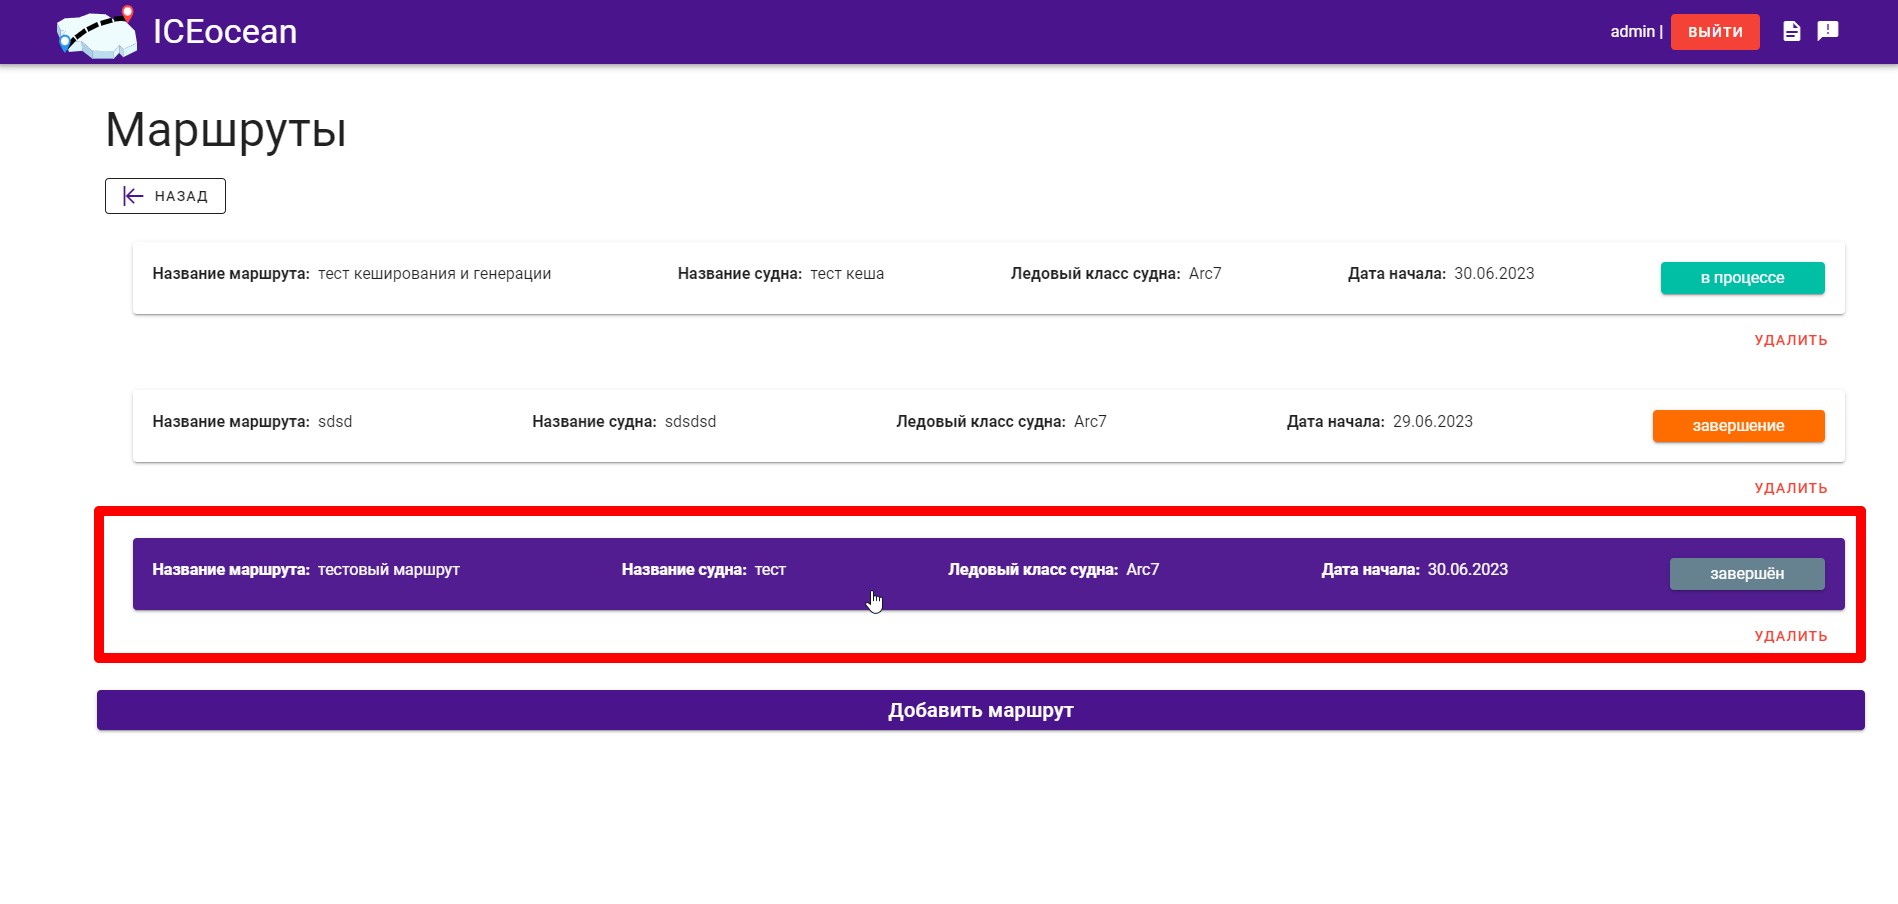 ICEocean
admin | ВЫЙТИ
Маршруты
НАЗАД
Название маршрута: тест кеширования и генерации Название судна: тест кеша Ледовый класс судна: Arc7 Дата начала: 30.06.2023 в процессе
УДАЛИТЬ
Название маршрута: sdsd Название судна: sdsdsd Ледовый класс судна: Arc7 Дата начала: 29.06.2023 завершение
УДАЛИТЬ
Название маршрута: тестовый маршрут Название судна: тест Ледовый класс судна: Arc7 Дата начала: 30.06.2023 завершён
УДАЛИТЬ
Добавить маршрут